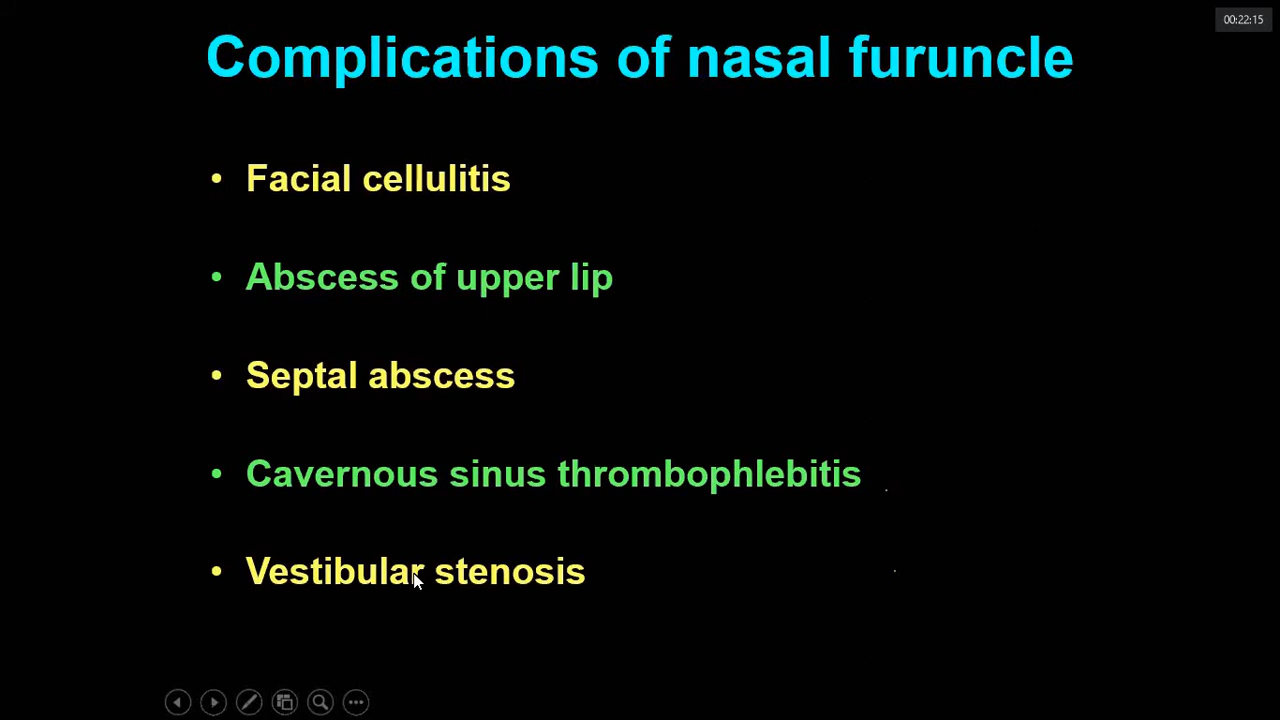 00:22:15
Complications of nasal furuncle
• Facial cellulitis
• Abscess of upper lip
• Septal abscess
• Cavernous sinus thrombophlebitis
• Vestibular stenosis